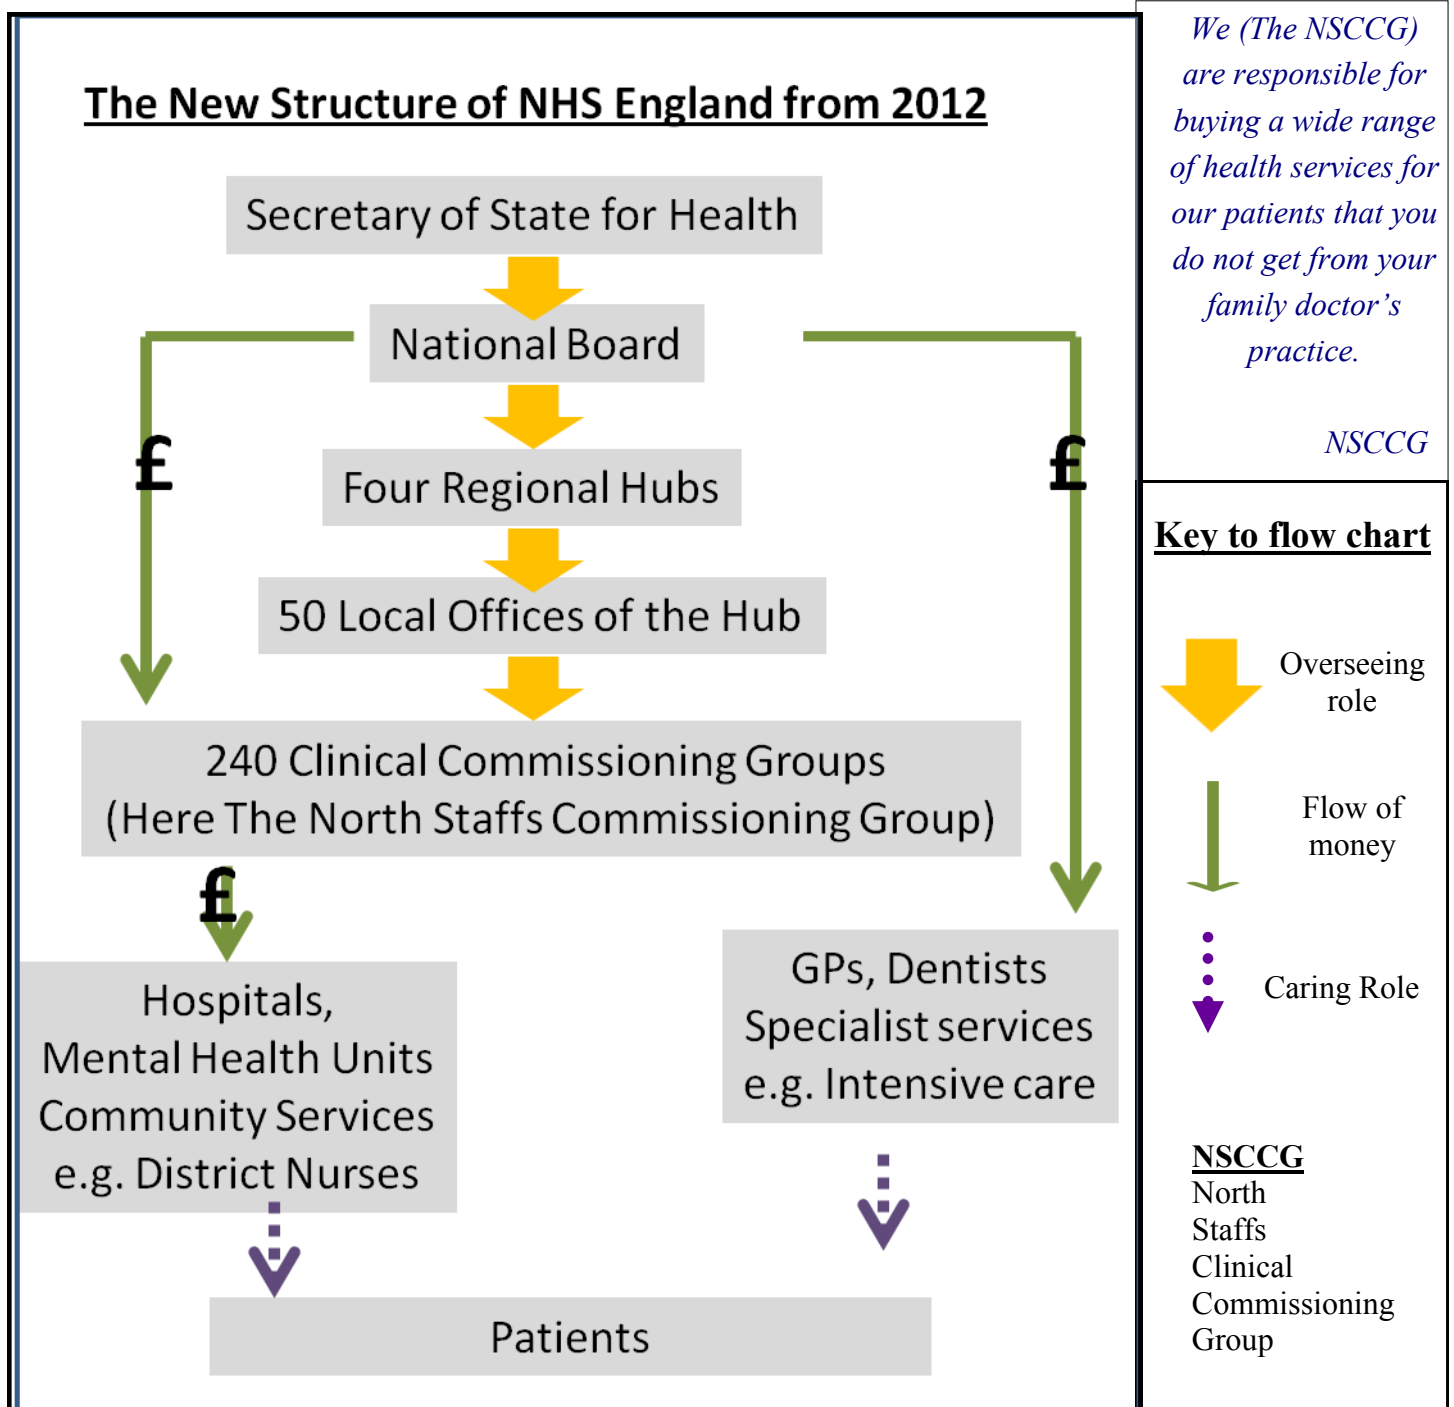 The New Structure of NHS England from 2012
Secretary of State for Health
National Board
£
£
Four Regional Hubs
50 Local Offices of the Hub
240 Clinical Commissioning Groups
(Here The North Staffs Commissioning Group)
£
Hospitals,
Mental Health Units
Community Services
e.g. District Nurses
GPs, Dentists
Specialist services
e.g. Intensive care
Patients
We (The NSCCG)
are responsible for
buying a wide range
of health services for
our patients that you
do not get from your
family doctor’s
practice.
NSCCG
Key to flow chart
Overseeing
role
Flow of
money
Caring Role
NSCCG
North
Staffs
Clinical
Commissioning
Group